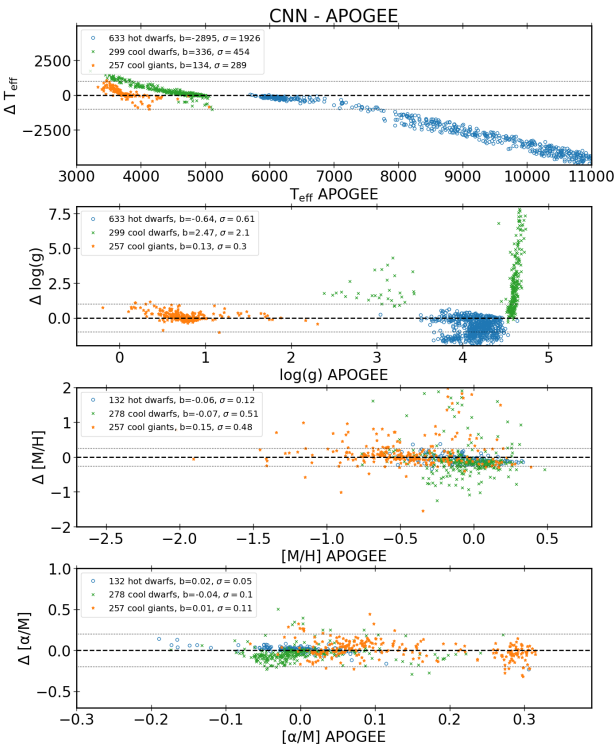 CNN - APOGEE
633 hot dwarfs, b=-2895, σ = 1926
299 cool dwarfs, b=336, σ = 454
257 cool giants, b=134, σ = 289
Δ Teff
2500
0
−2500
3000 4000 5000 6000 7000 8000 9000 10000 11000
Teff APOGEE
633 hot dwarfs, b=-0.64, σ = 0.61
299 cool dwarfs, b=2.47, σ = 2.1
257 cool giants, b=0.13, σ = 0.3
Δ log(g)
7.5
5.0
2.5
0.0
0 1 2 3 4 5
log(g) APOGEE
132 hot dwarfs, b=-0.06, σ = 0.12
278 cool dwarfs, b=-0.07, σ = 0.51
257 cool giants, b=0.15, σ = 0.48
Δ [M/H]
2
1
0
−1
−2
−2.5 −2.0 −1.5 −1.0 −0.5 0.0 0.5
[M/H] APOGEE
132 hot dwarfs, b=0.02, σ = 0.05
278 cool dwarfs, b=-0.04, σ = 0.1
257 cool giants, b=0.01, σ = 0.11
Δ [α/M]
1.0
0.5
0.0
−0.5
−0.3 −0.2 −0.1 0.0 0.1 0.2 0.3
[α/M] APOGEE